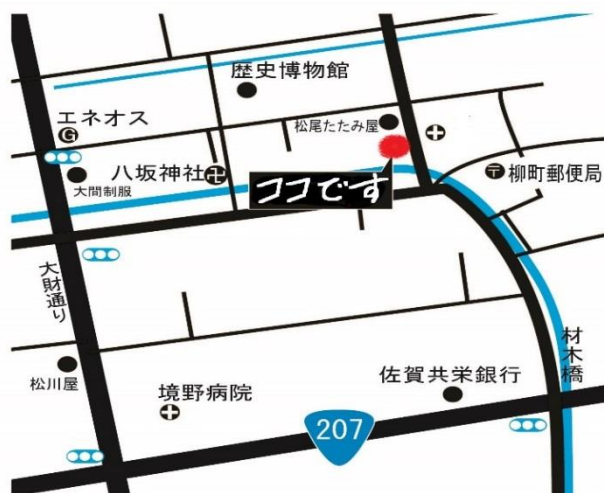 歴史博物館
エネオス
G
松尾たたみ屋
八坂神社
大間制服
ココです
柳町郵便局
大財通り
材木橋
松川屋
境野病院
佐賀共栄銀行
207